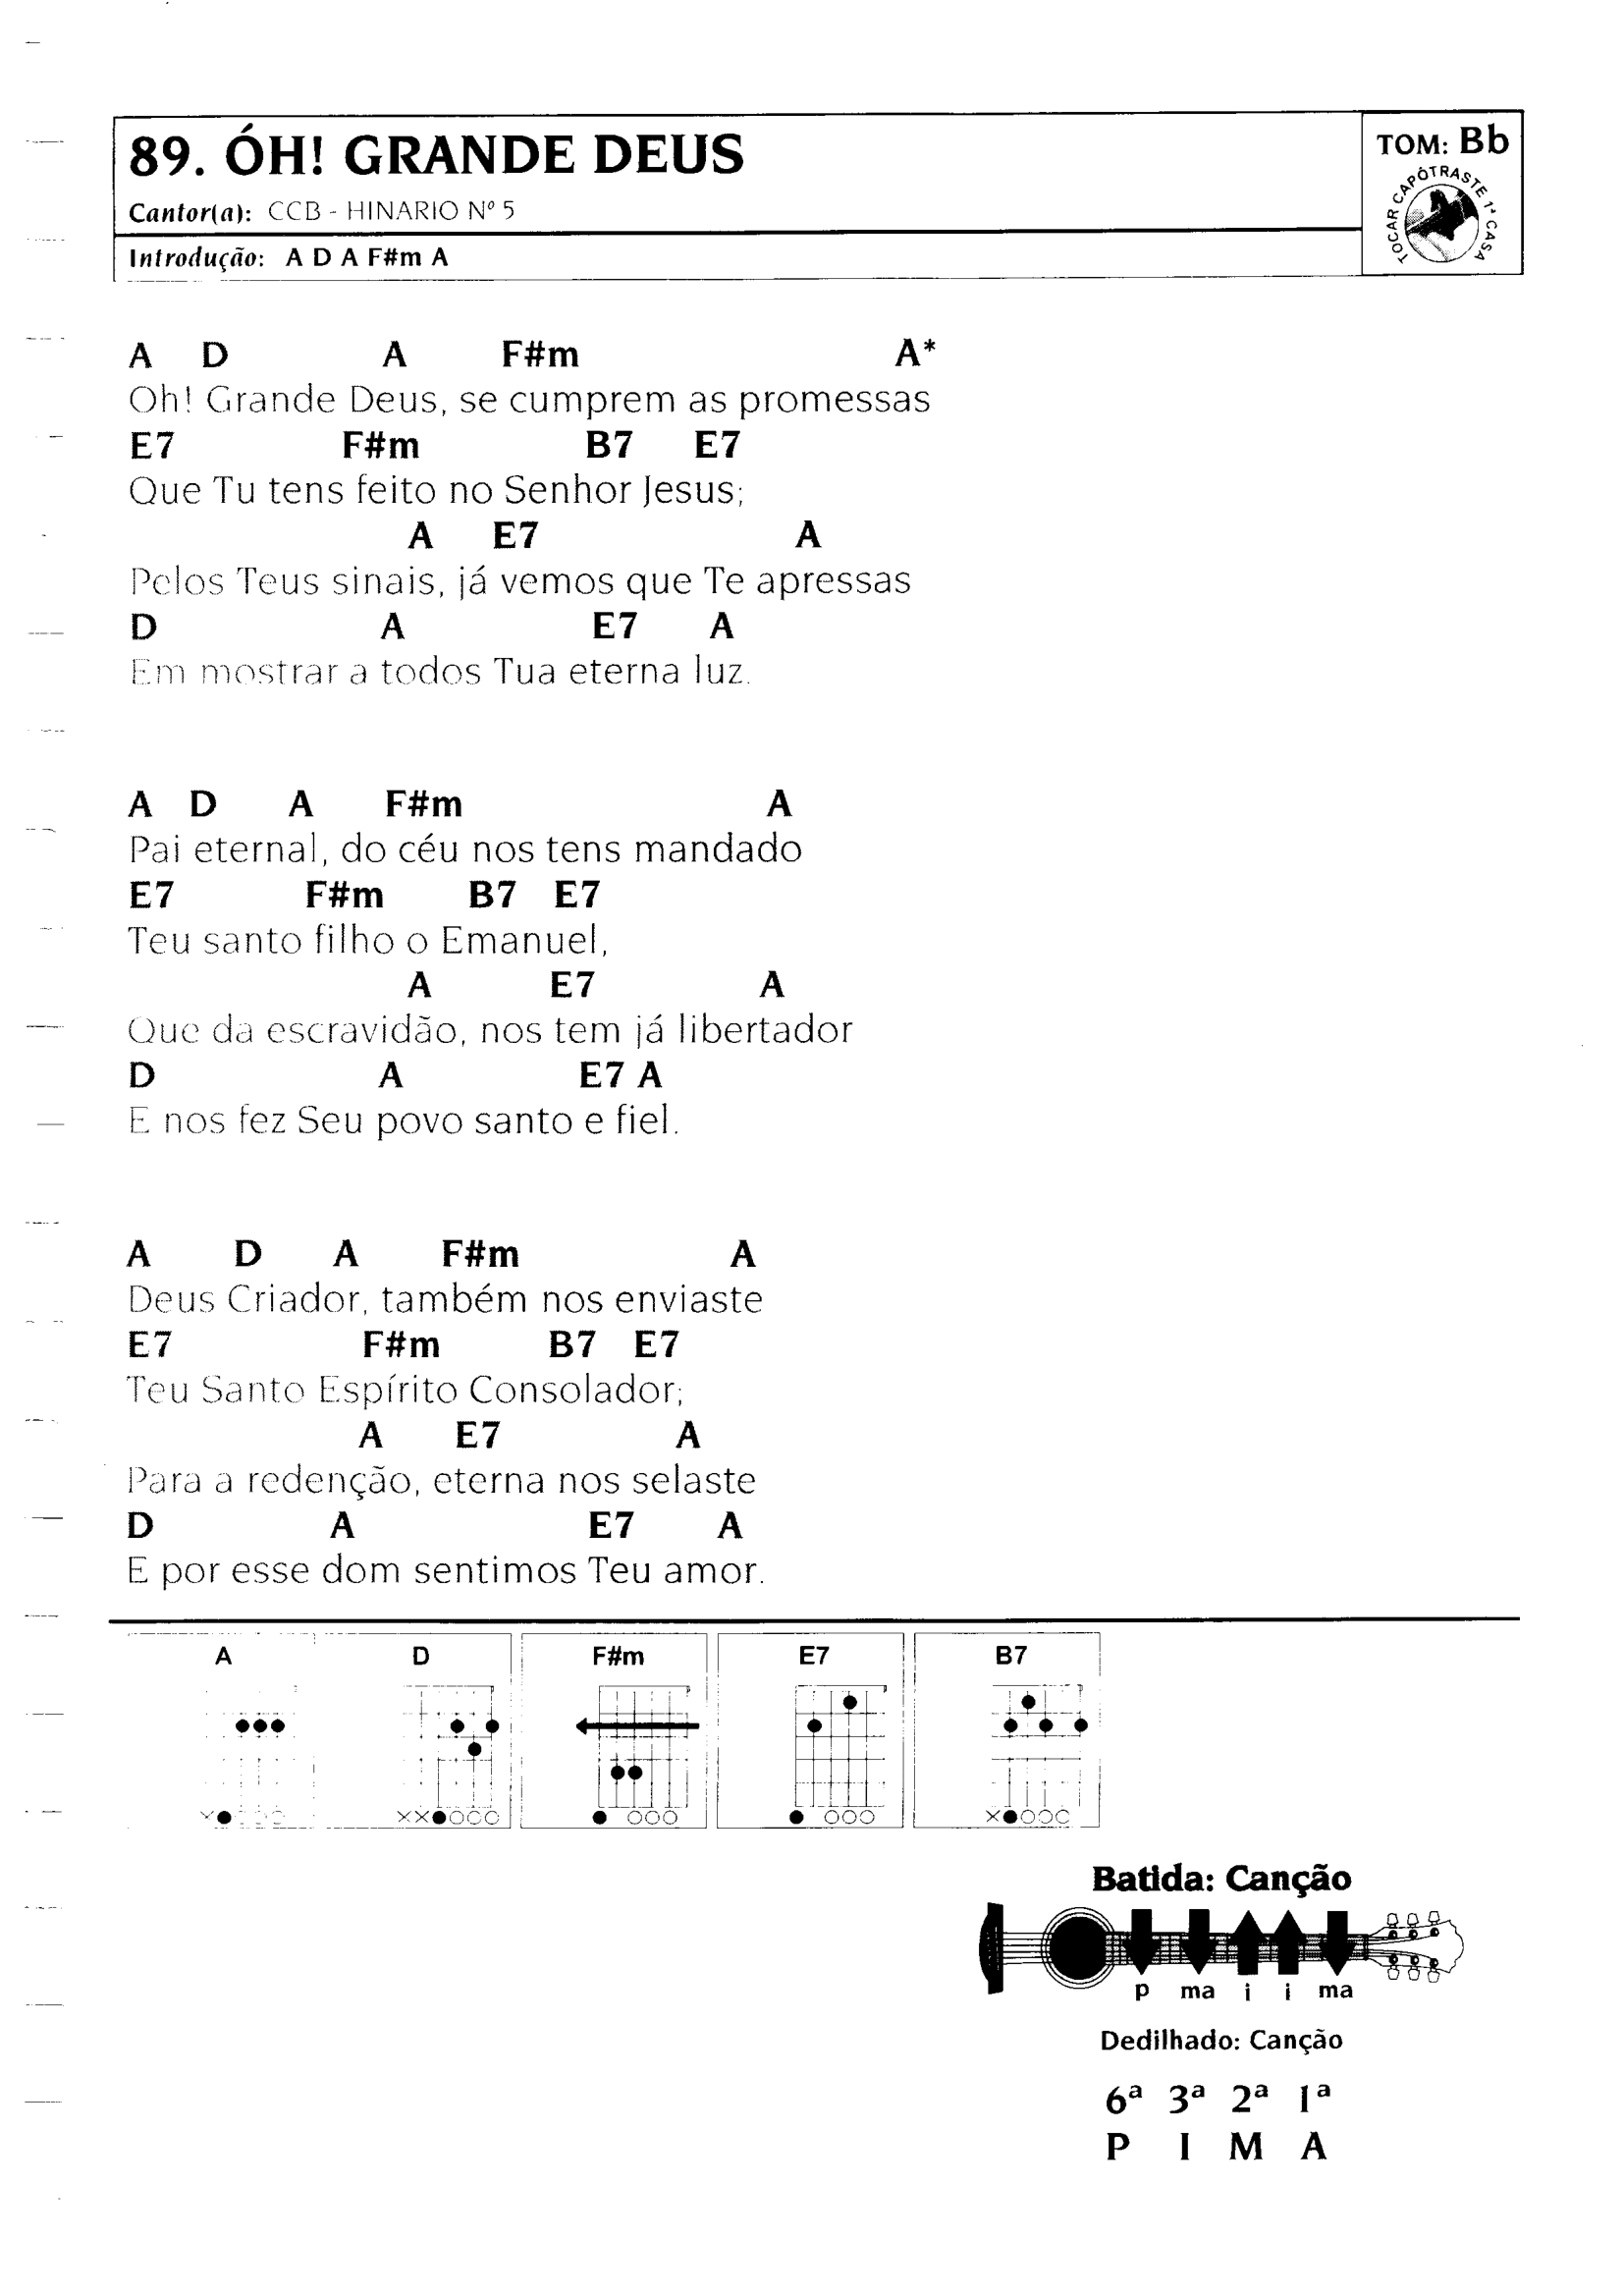 89. ÓH! GRANDE DEUS
Cantor(a): CCB - HINARIO Nº 5
Introdução: A D A F#m A
TOM: Bb
TOCAR CAPÔTRASTE 1ª CASA
A D A F#m A*
Oh! Grande Deus, se cumprem as promessas
E7 F#m B7 E7
Que Tu tens feito no Senhor Jesus;
A E7 A
Pelos Teus sinais, já vemos que Te apressas
D A E7 A
Em mostrar a todos Tua eterna luz.
A D A F#m A
Pai eternal, do céu nos tens mandado
E7 F#m B7 E7
Teu santo filho o Emanuel,
A E7 A
Que da escravidão, nos tem já libertador
D A E7 A
E nos fez Seu povo santo e fiel.
A D A F#m A
Deus Criador, também nos enviaste
E7 F#m B7 E7
Teu Santo Espírito Consolador;
A E7 A
Para a redenção, eterna nos selaste
D A E7 A
E por esse dom sentimos Teu amor.
A D F#m E7 B7
Batida: Canção
p ma i i ma
Dedilhado: Canção
6ª 3ª 2ª 1ª
P I M A